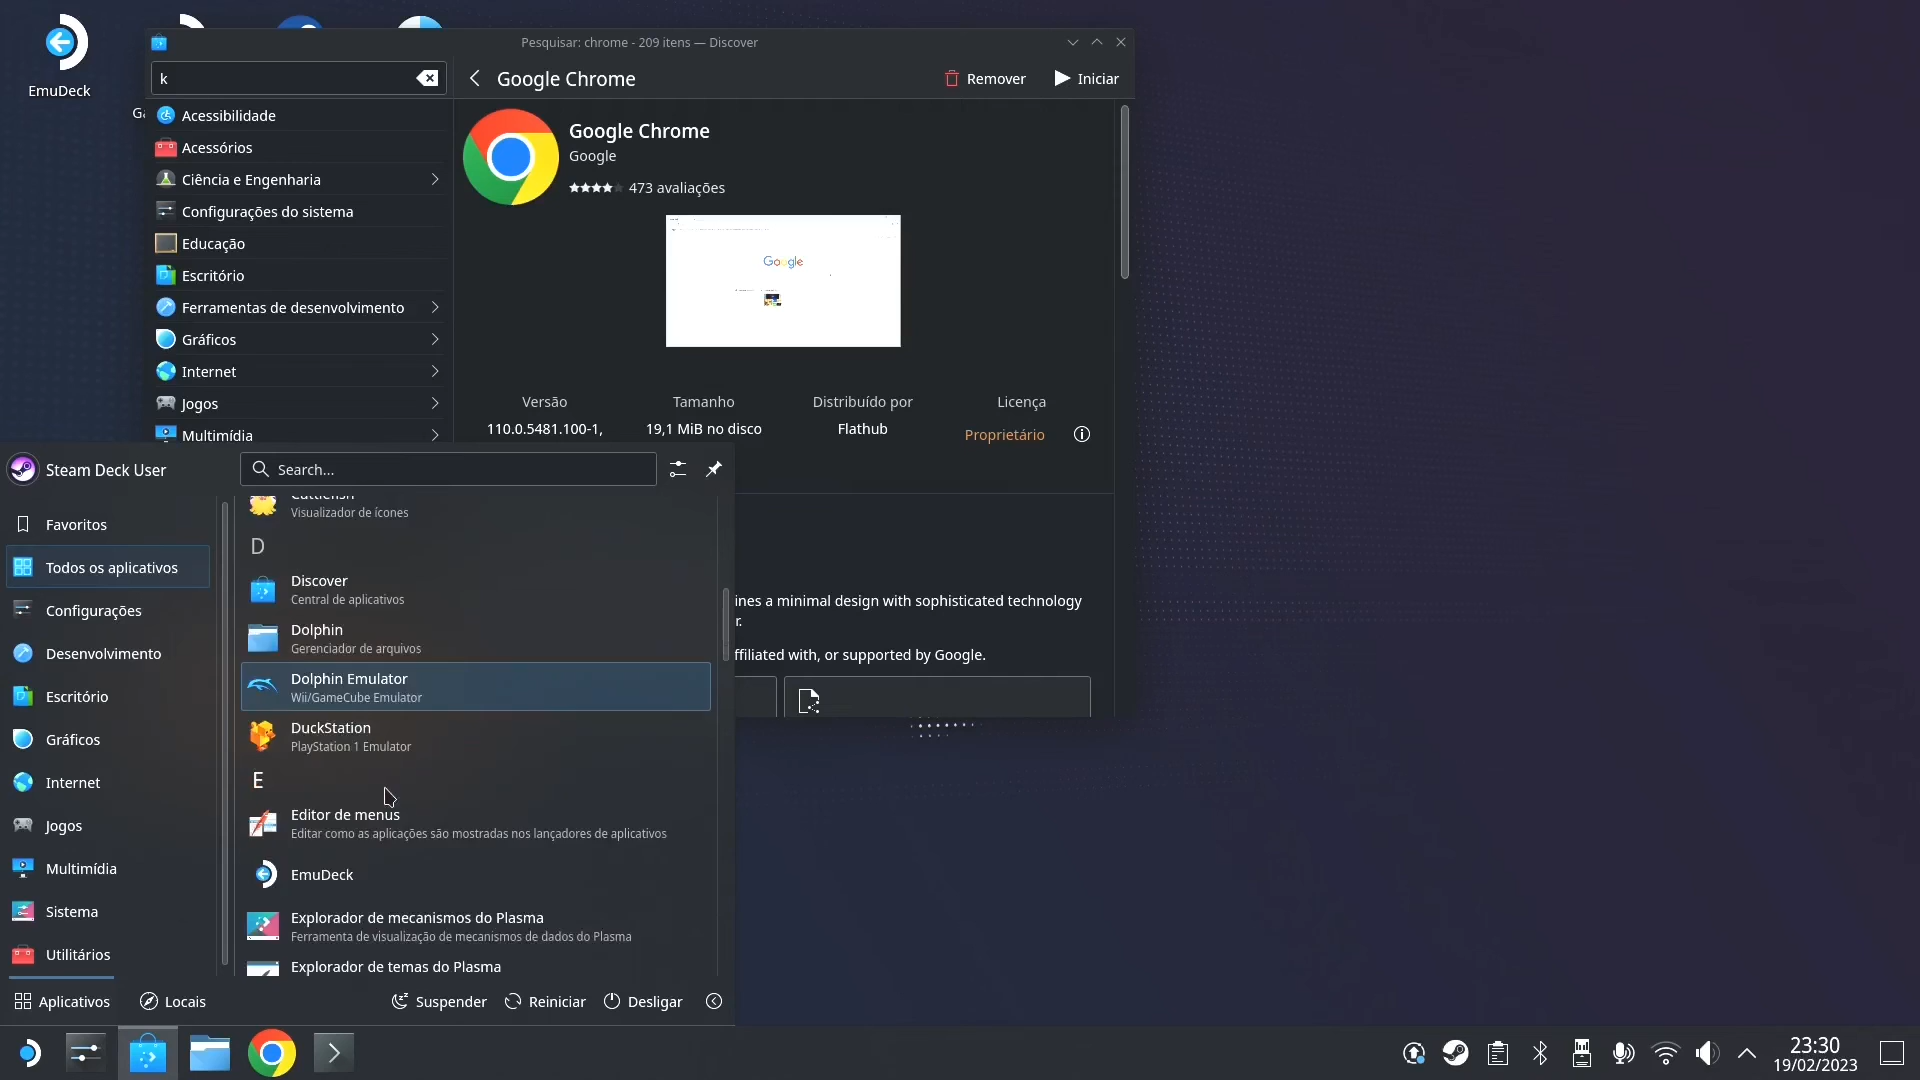 EmuDeck
Pesquisar: chrome - 209 itens — Discover
k
Google Chrome
Remover
Iniciar
Acessibilidade
Acessórios
Ciência e Engenharia
Configurações do sistema
Educação
Escritório
Ferramentas de desenvolvimento
Gráficos
Internet
Jogos
Multimídia
Google Chrome
Google
473 avaliações
Google
Versão
110.0.5481.100-1,
Tamanho
19,1 MiB no disco
Distribuído por
Flathub
Licença
Proprietário
ines a minimal design with sophisticated technology
r.
ffiliated with, or supported by Google.
Steam Deck User
Search...
Favoritos
Todos os aplicativos
Configurações
Desenvolvimento
Escritório
Gráficos
Internet
Jogos
Multimídia
Sistema
Utilitários
Cuttlefish
Visualizador de ícones
D
Discover
Central de aplicativos
Dolphin
Gerenciador de arquivos
Dolphin Emulator
Wii/GameCube Emulator
DuckStation
PlayStation 1 Emulator
E
Editor de menus
Editar como as aplicações são mostradas nos lançadores de aplicativos
EmuDeck
Explorador de mecanismos do Plasma
Ferramenta de visualização de mecanismos de dados do Plasma
Explorador de temas do Plasma
Aplicativos
Locais
Suspender
Reiniciar
Desligar
23:30
19/02/2023